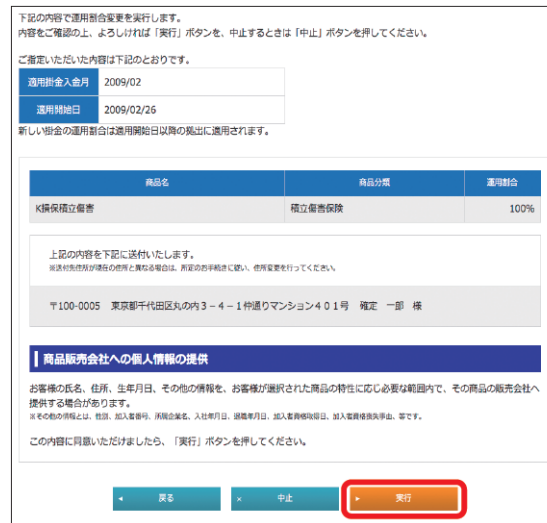 下記の内容で運用割合変更を実行します。
内容をご確認の上、よろしければ「実行」ボタンを、中止するときは「中止」ボタンを押してください。
ご指定いただいた内容は下記のとおりです。
適用掛金入金月 2009/02
適用開始日 2009/02/26
新しい掛金の運用割合は適用開始日以降の拠出に適用されます。
商品名 商品分類 運用割合
K損保積立傷害 積立傷害保険 100%
上記の内容を下記に送付いたします。
※送付先住所が現在の住所と異なる場合は、所定のお手続きに従い、住所変更を行ってください。
〒100-0005 東京都千代田区丸の内3-4-1仲通りマンション401号 確定 一郎 様
商品販売会社への個人情報の提供
お客様の氏名、住所、生年月日、その他の情報を、お客様が選択された商品の特性に応じ必要な範囲内で、その商品の販売会社へ
提供する場合があります。
※その他の情報とは、性別、加入者番号、所属企業名、入社年月日、退職年月日、加入者資格取得日、加入者資格喪失事由、等です。
この内容に同意いただけましたら、「実行」ボタンを押してください。
戻る × 中止 実行